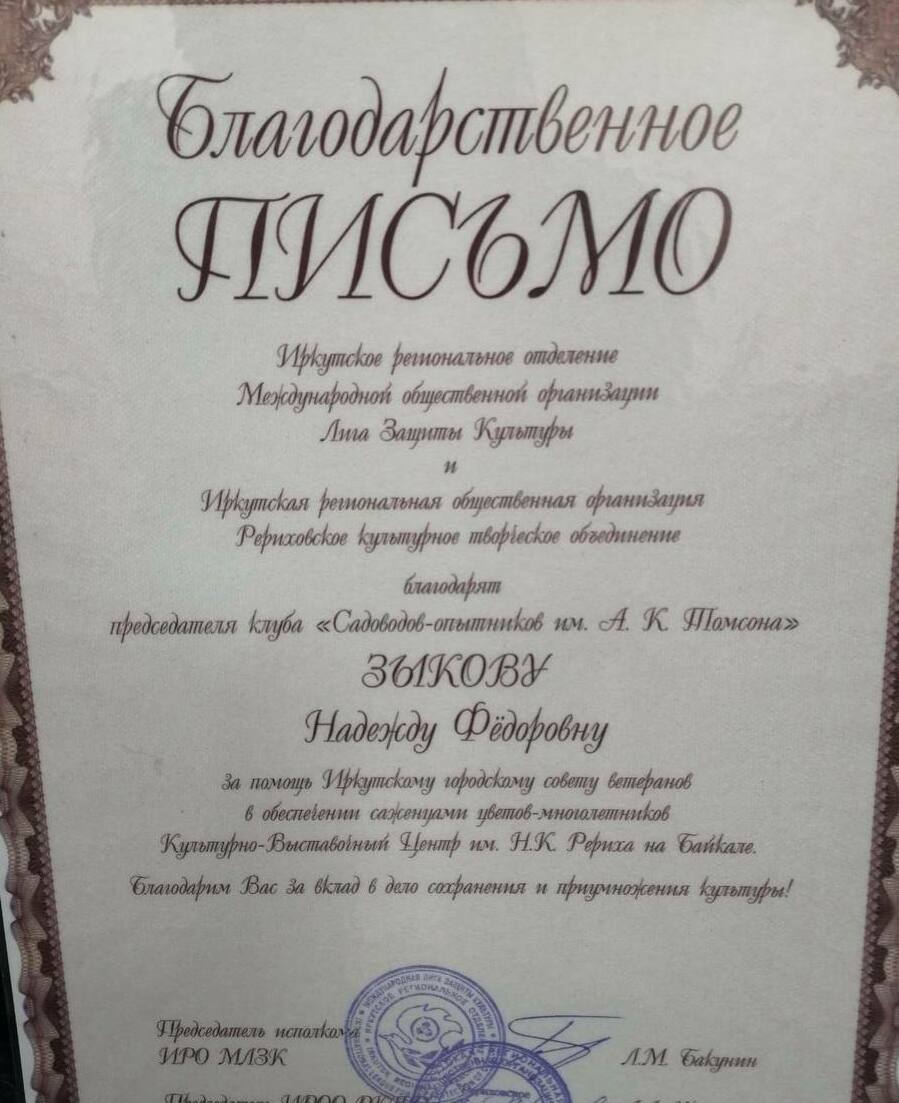 Благодарственное
ПИСЬМО
Иркутское региональное отделение
Международной общественной организации
Лига Защиты Культуры
и
Иркутская региональная общественная организация
Рериховское культурное творческое объединение
благодарят
председателя клуба «Садоводов-опытников им. А. К. Томсона»
ЗЫКОВУ
Надежду Фёдоровну
за помощь Иркутскому городскому совету ветеранов
в обеспечении саженцами цветов-многолетников
Культурно-Выставочный Центр им. Н.К. Рериха на Байкале.
Благодарим Вас за вклад в дело сохранения и приумножения культуры!
Председатель исполкома
ИРО МЛЗК Л.М. Бакунин
Председатель ИРОО